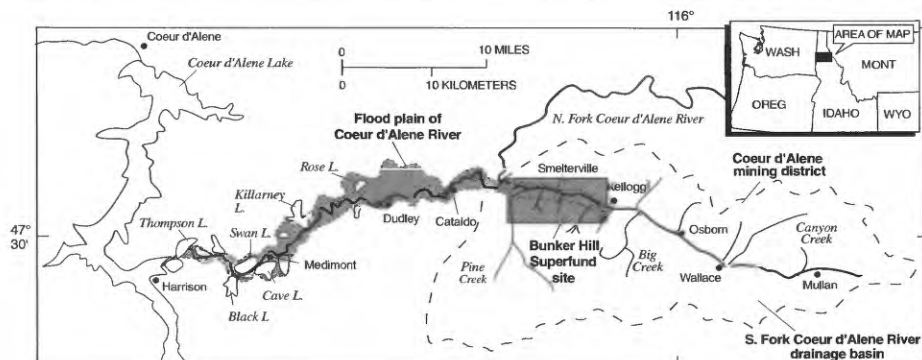 116°
Coeur d'Alene
Coeur d'Alene Lake
0 10 MILES
0 10 KILOMETERS
AREA OF MAP
WASH
MONT
OREG
IDAHO
WYO
Flood plain of
Coeur d'Alene River
N. Fork Coeur d'Alene River
Rose L.
Smelterville
Coeur d'Alene
mining district
Killarney
L.
Kellogg
Thompson L.
Swan L.
Dudley
Cataldo
Osborn
47°
30'
Medimont
Bunker Hill
Superfund
site
Big
Creek
Canyon
Creek
Pine
Creek
Harrison
Cave L.
Black L
Wallace
Mullan
S. Fork Coeur d'Alene River
drainage basin